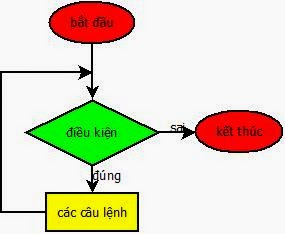 bắt đầu
điều kiện
sai
kết thúc
đúng
các câu lệnh